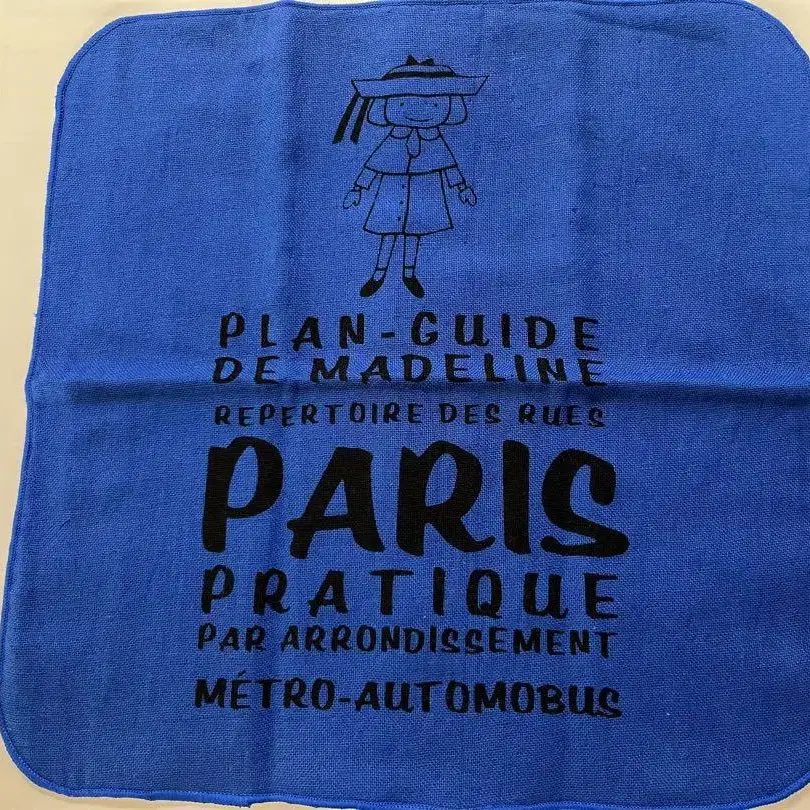 PLAN-GUIDE
DE MADELINE
REPERTOIRE DES RUES
PARIS
PRATIQUE
PAR ARRONDISSEMENT
MÉTRO-AUTOMOBUS